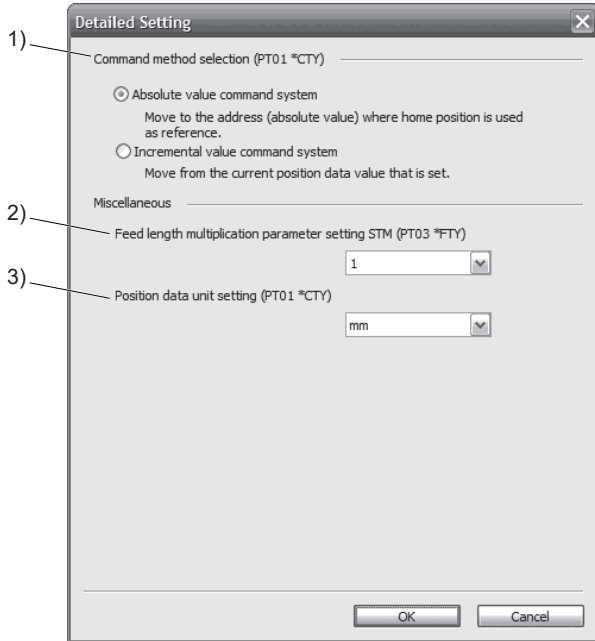 Detailed Setting
1)
Command method selection (PT01 *CTY)
Absolute value command system
Move to the address (absolute value) where home position is used
as reference.
Incremental value command system
Move from the current position data value that is set.
Miscellaneous
2)
Feed length multiplication parameter setting STM (PT03 *FTY)
1
3)
Position data unit setting (PT01 *CTY)
mm
OK
Cancel